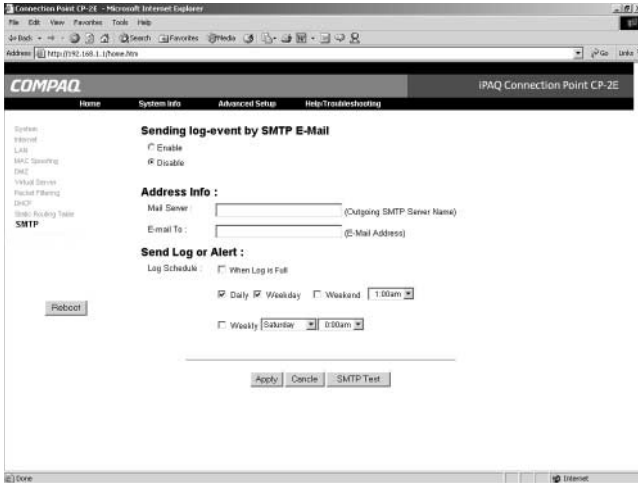 Connection Point CP-2E - Microsoft Internet Explorer
File Edit View Favorites Tools Help
Back Search Favorites Media
Address http://192.168.1.1/home.htm Go Links
COMPAQ iPAQ Connection Point CP-2E
Home System Info Advanced Setup Help/Troubleshooting
System
Internet
LAN
MAC Spoofing
DMZ
Virtual Server
Packet Filtering
DHCP
Static Routing Table
SMTP
Reboot
Sending log-event by SMTP E-Mail
Enable
Disable
Address Info :
Mail Server : (Outgoing SMTP Server Name)
E-mail To : (E-Mail Address)
Send Log or Alert :
Log Schedule : When Log is Full
Daily Weekday Weekend 1:00am
Weekly Saturday 0:00am
Apply Cancle SMTP Test
Done Internet